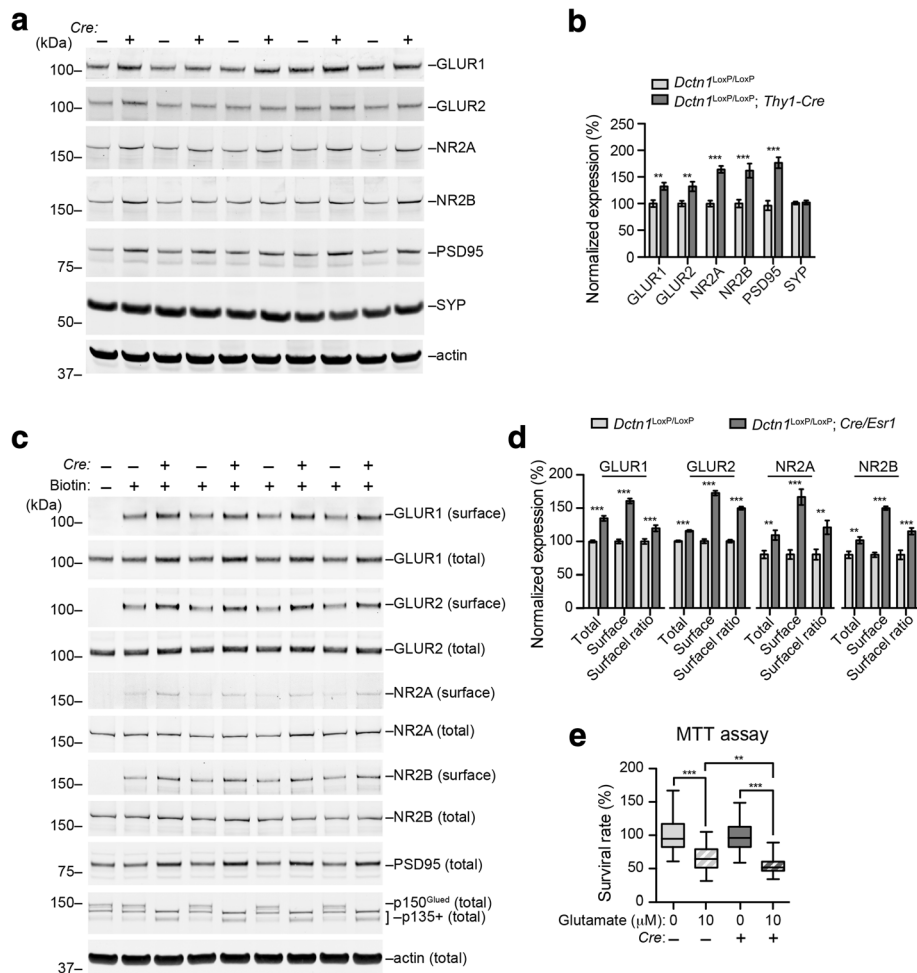 a
Cre: – + – + – + – + – +
(kDa)
100– –GLUR1
100– –GLUR2
150– –NR2A
150– –NR2B
75– –PSD95
50– –SYP
37– –actin
b
Dctn1LoxP/LoxP
Dctn1LoxP/LoxP; Thy1-Cre
Normalized expression (%)
250
200
150
100
50
0
** ** *** *** ***
GLUR1 GLUR2 NR2A NR2B PSD95 SYP
c
Cre: – – + – + – + – +
Biotin: – + + + + + + + +
(kDa)
100– –GLUR1 (surface)
100– –GLUR1 (total)
100– –GLUR2 (surface)
100– –GLUR2 (total)
150– –NR2A (surface)
150– –NR2A (total)
150– –NR2B (surface)
150– –NR2B (total)
75– –PSD95 (total)
150– –p150Glued (total)
] –p135+ (total)
37– –actin (total)
d
Dctn1LoxP/LoxP Dctn1LoxP/LoxP; Cre/Esr1
Normalized expression (%)
GLUR1 GLUR2 NR2A NR2B
200
150
100
50
0
*** *** *** *** *** *** ** *** ** ** *** ***
Total Surface Surfacel ratio Total Surface Surfacel ratio Total Surface Surfacel ratio Total Surface Surfacel ratio
e
MTT assay
Surviral rate (%)
200
150
100
50
0
*** ** ***
Glutamate (µM): 0 10 0 10
Cre: – – + +